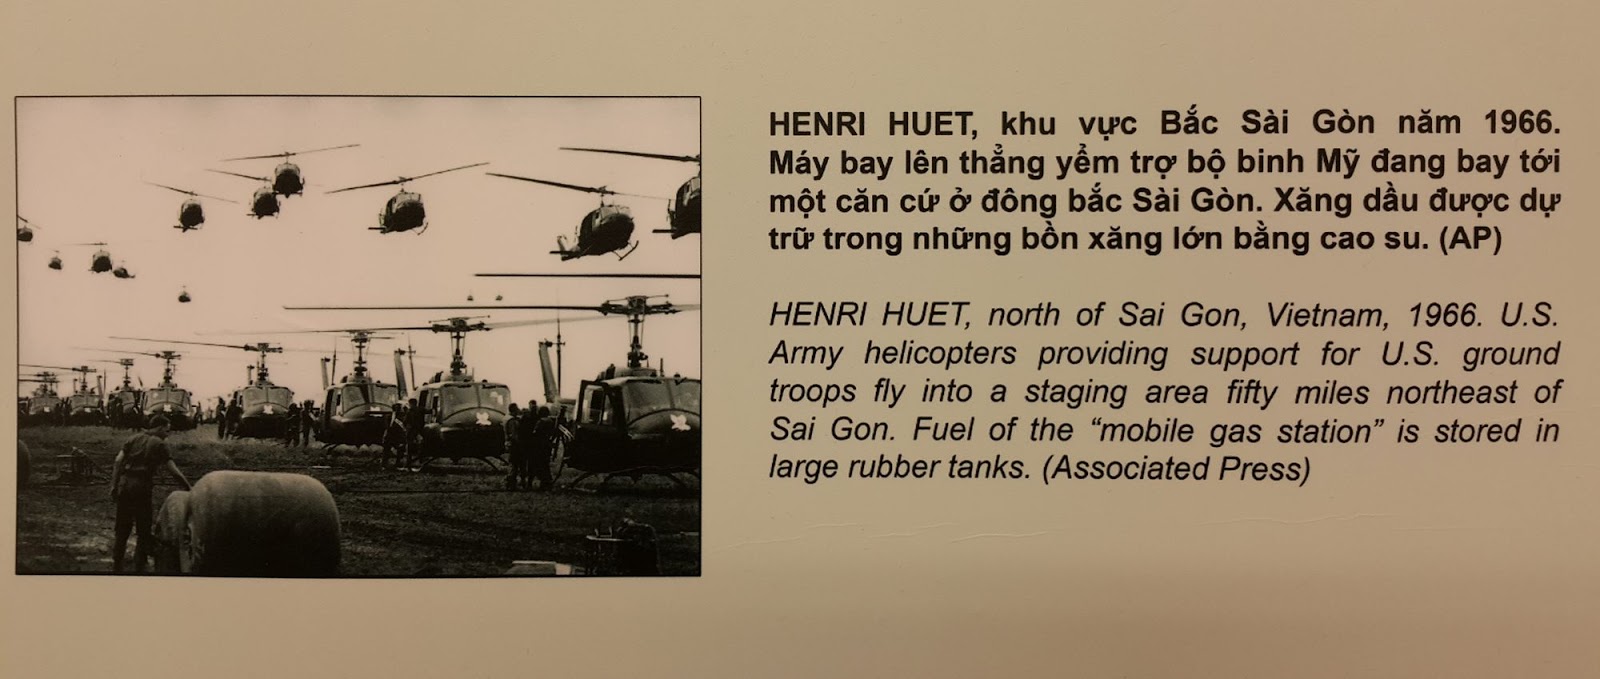 HENRI HUET, khu vực Bắc Sài Gòn năm 1966.
Máy bay lên thẳng yểm trợ bộ binh Mỹ đang bay tới
một căn cứ ở đông bắc Sài Gòn. Xăng dầu được dự
trữ trong những bồn xăng lớn bằng cao su. (AP)
HENRI HUET, north of Sai Gon, Vietnam, 1966. U.S.
Army helicopters providing support for U.S. ground
troops fly into a staging area fifty miles northeast of
Sai Gon. Fuel of the “mobile gas station” is stored in
large rubber tanks. (Associated Press)